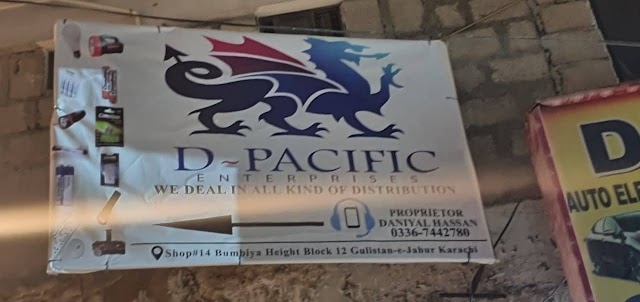 D~PACIFIC
ENTERPRISES
WE DEAL IN ALL KIND OF DISTRIBUTION
PROPRIETOR
DANIYAL HASSAN
0336-7442780
Shop#14 Bumbiya Height Block 12 Gulistan-e-Jahur Karachi
D
AUTO ELE